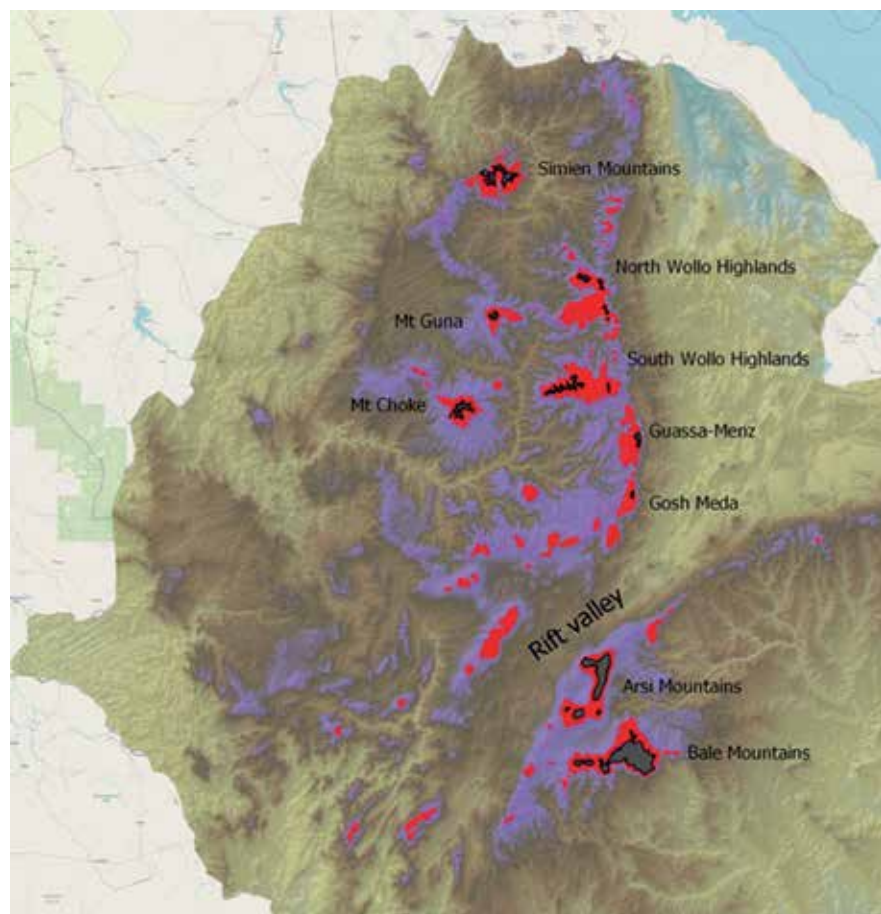 Simien Mountains
North Wollo Highlands
Mt Guna
South Wollo Highlands
Mt Choke
Guassa-Menz
Gosh Meda
Rift valley
Arsi Mountains
Bale Mountains